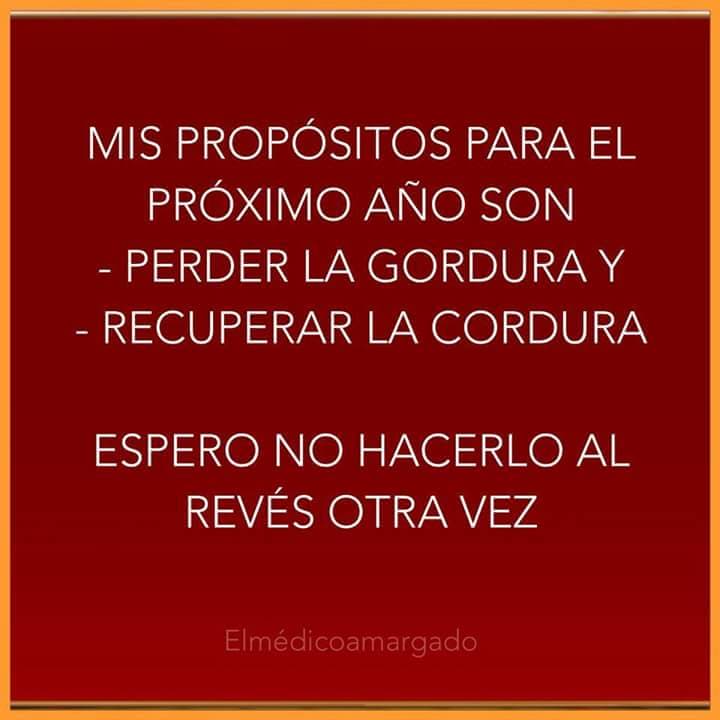 MIS PROPÓSITOS PARA EL
PRÓXIMO AÑO SON
- PERDER LA GORDURA Y
- RECUPERAR LA CORDURA
ESPERO NO HACERLO AL
REVÉS OTRA VEZ
Elmédicoamargado